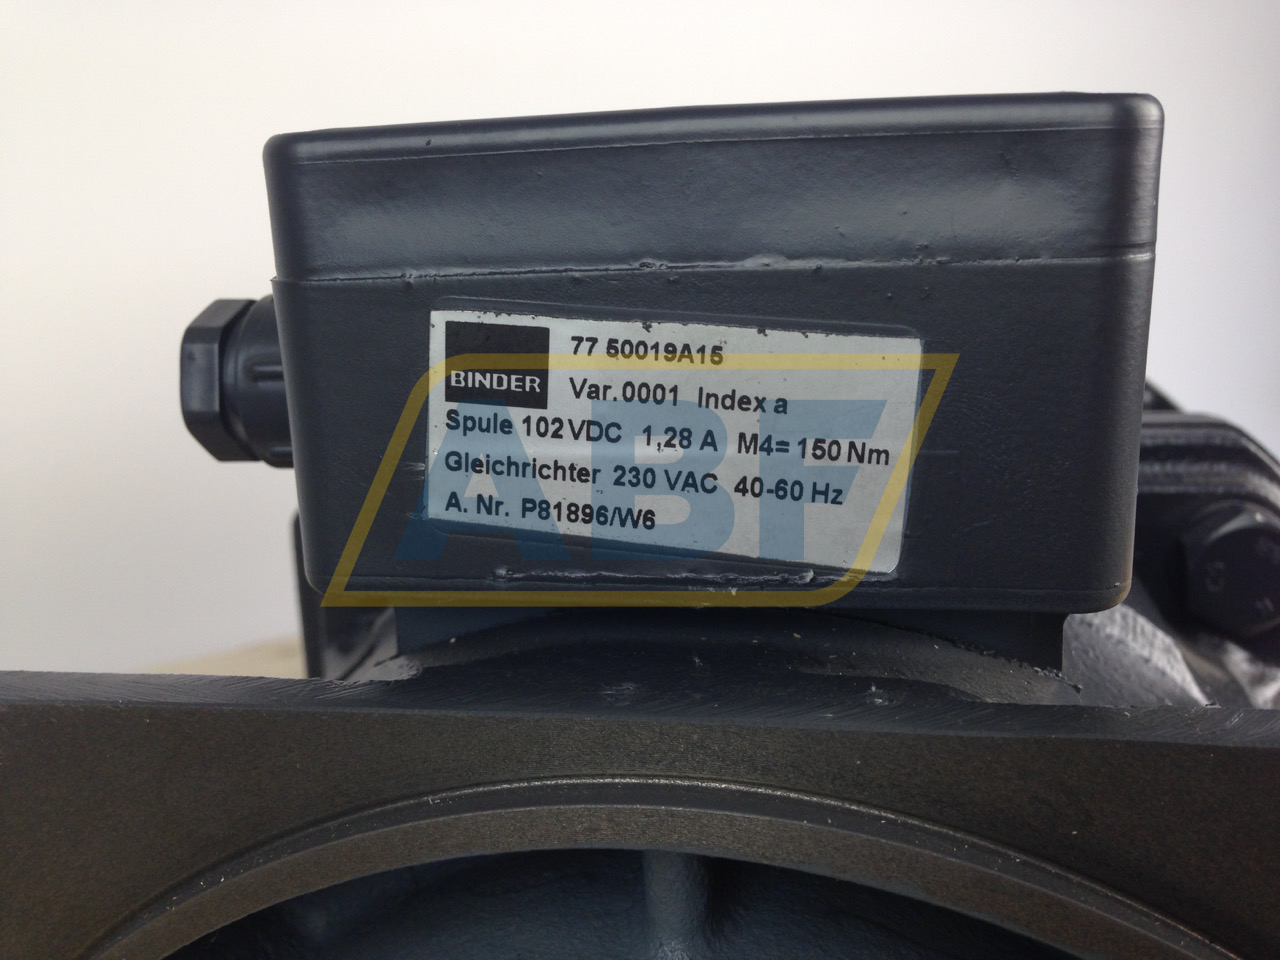 77 50019A15
BINDER
Var.0001 Index a
Spule 102 VDC 1,28 A M4= 150 Nm
Gleichrichter 230 VAC 40-60 Hz
A. Nr. P81896/W6
ABF